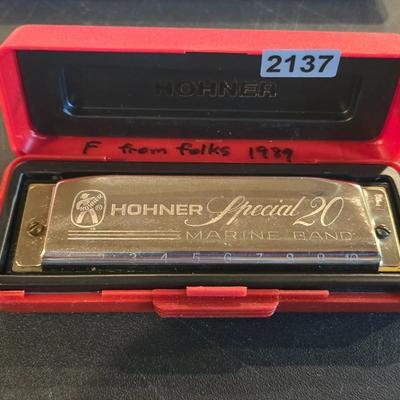 2137
HOHNER
F from folks 1989
HOHNER Special 20
MARINE BAND
F
1 2 3 4 5 6 7 8 9 10